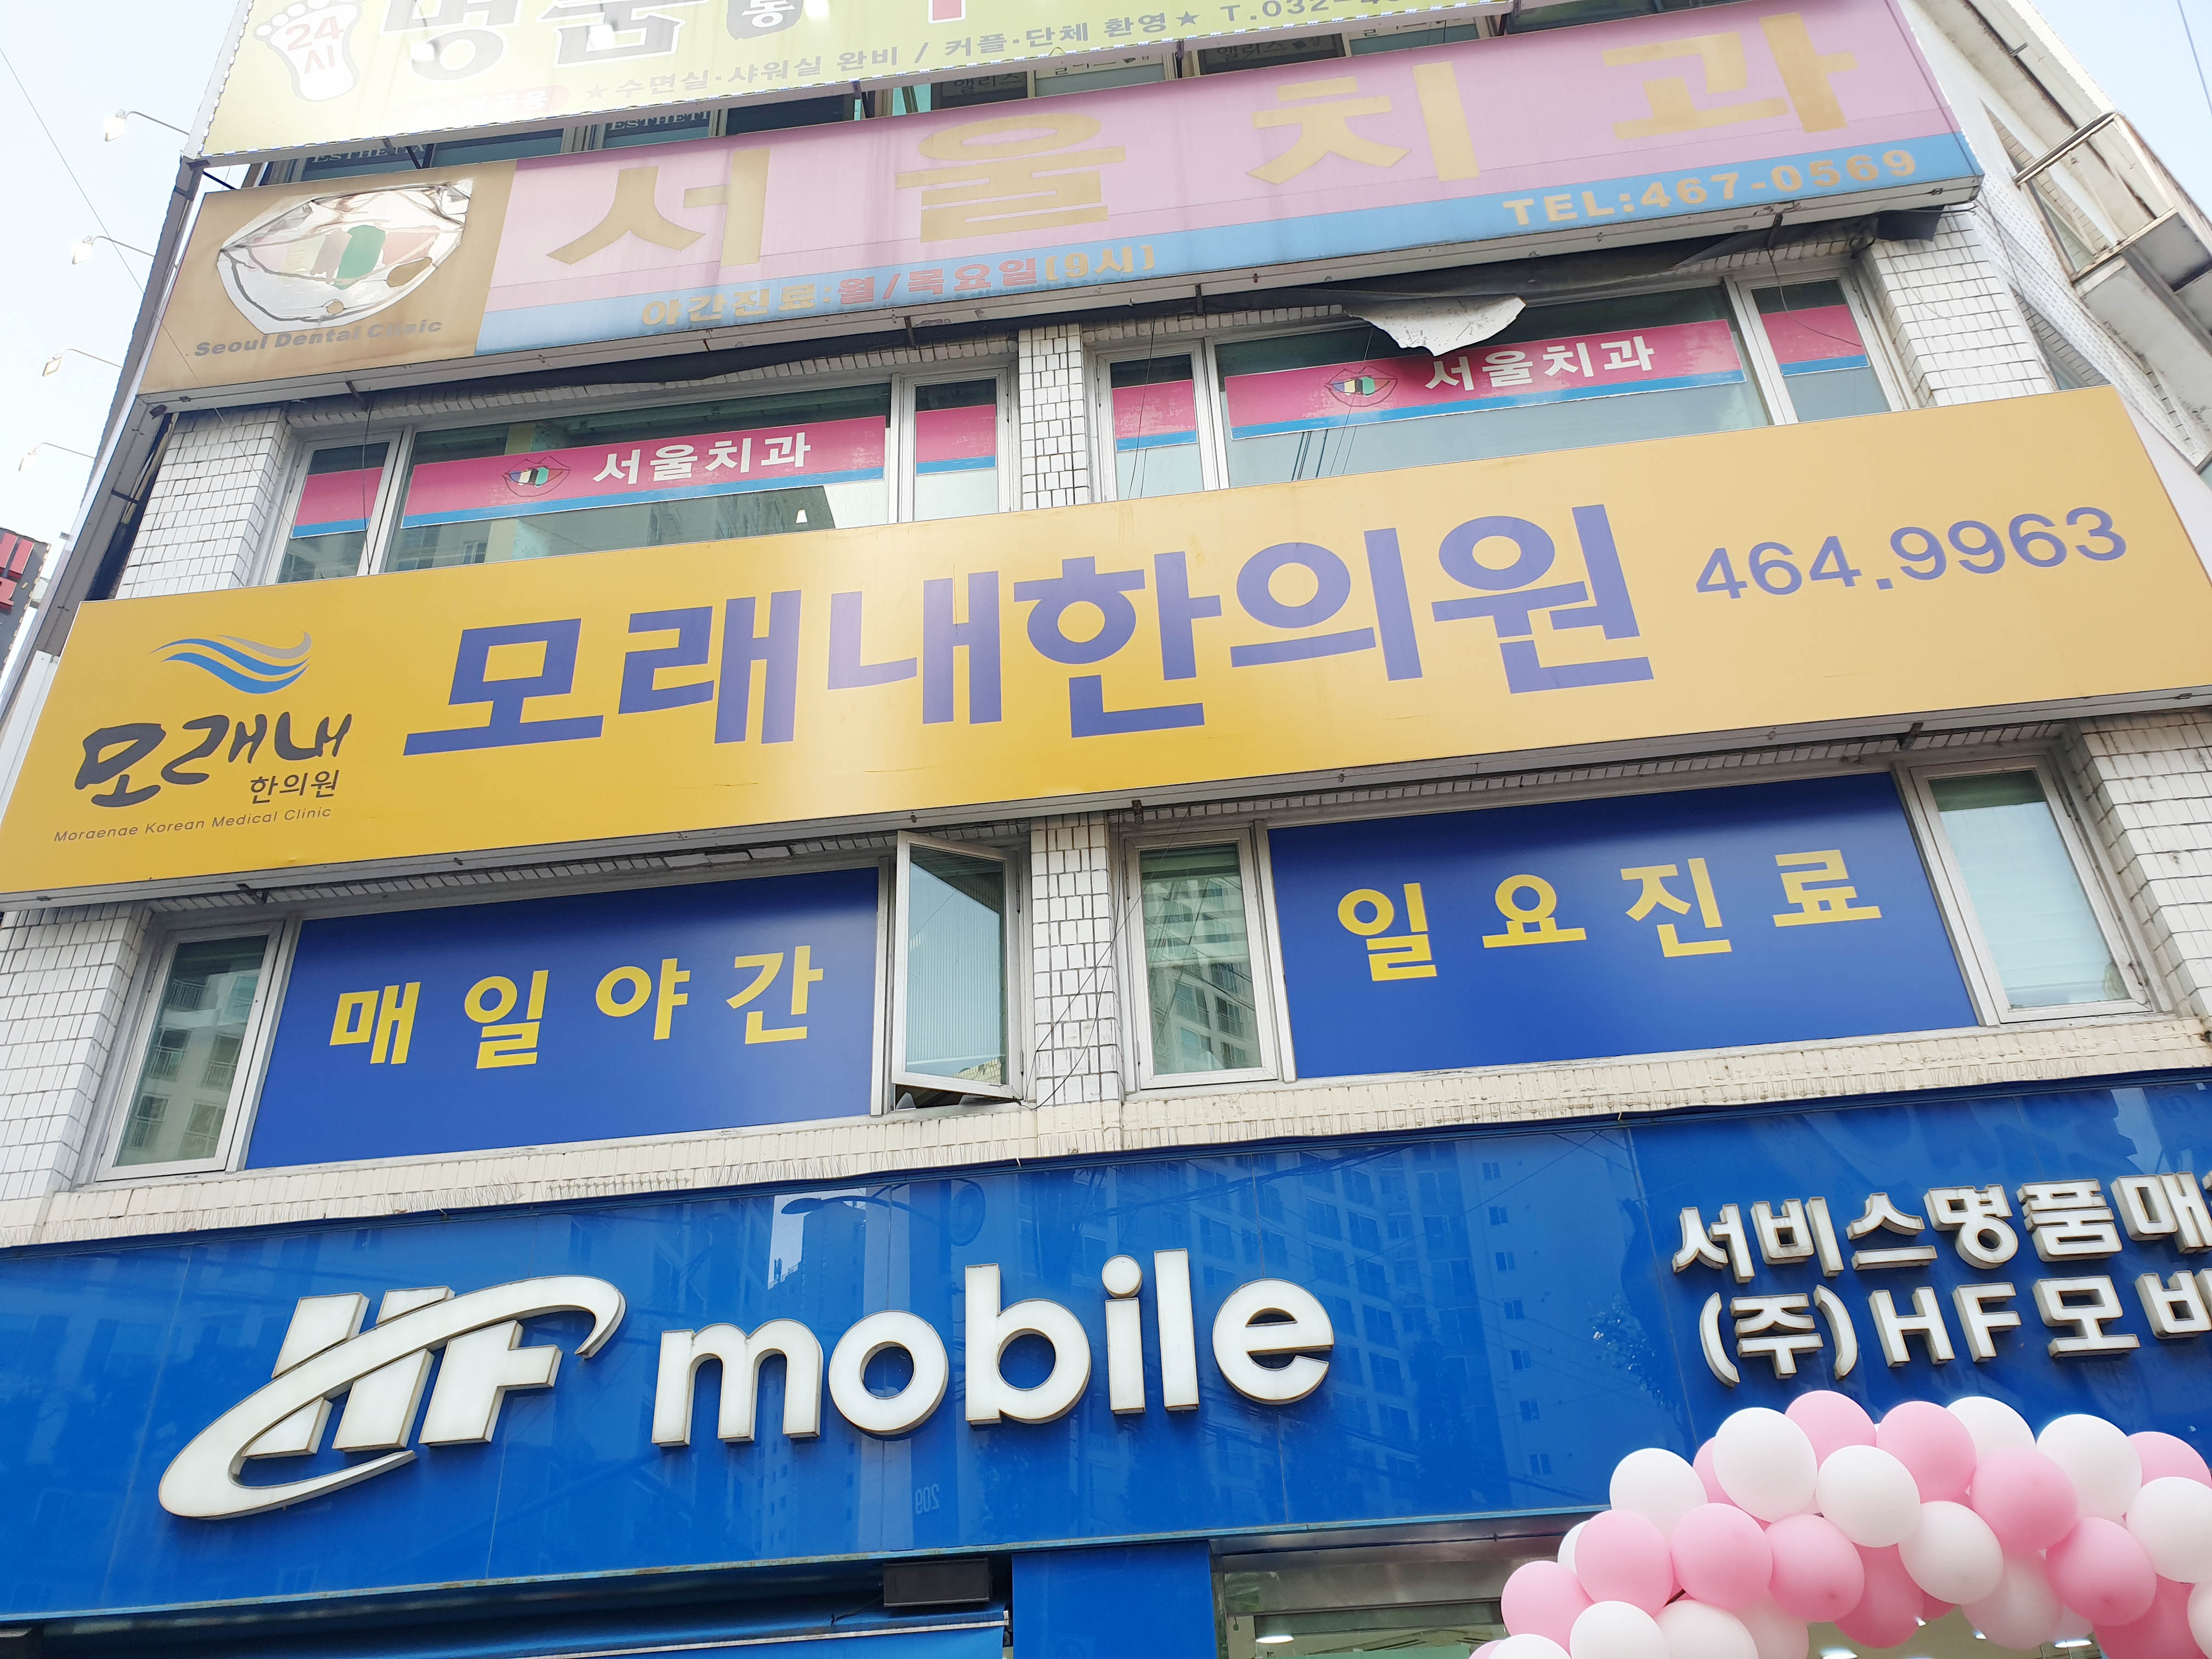 24
시
수면실·샤워실 완비 / 커플·단체 환영★ T.032-
서울치과
TEL:467-0569
야간진료:월/목요일(9시)
Seoul Dental Clinic
서울치과
서울치과
모래내한의원 464.9963
모래내
한의원
Moraenae Korean Medical Clinic
매일야간
일요진료
HF mobile
서비스명품매
(주)HF모바